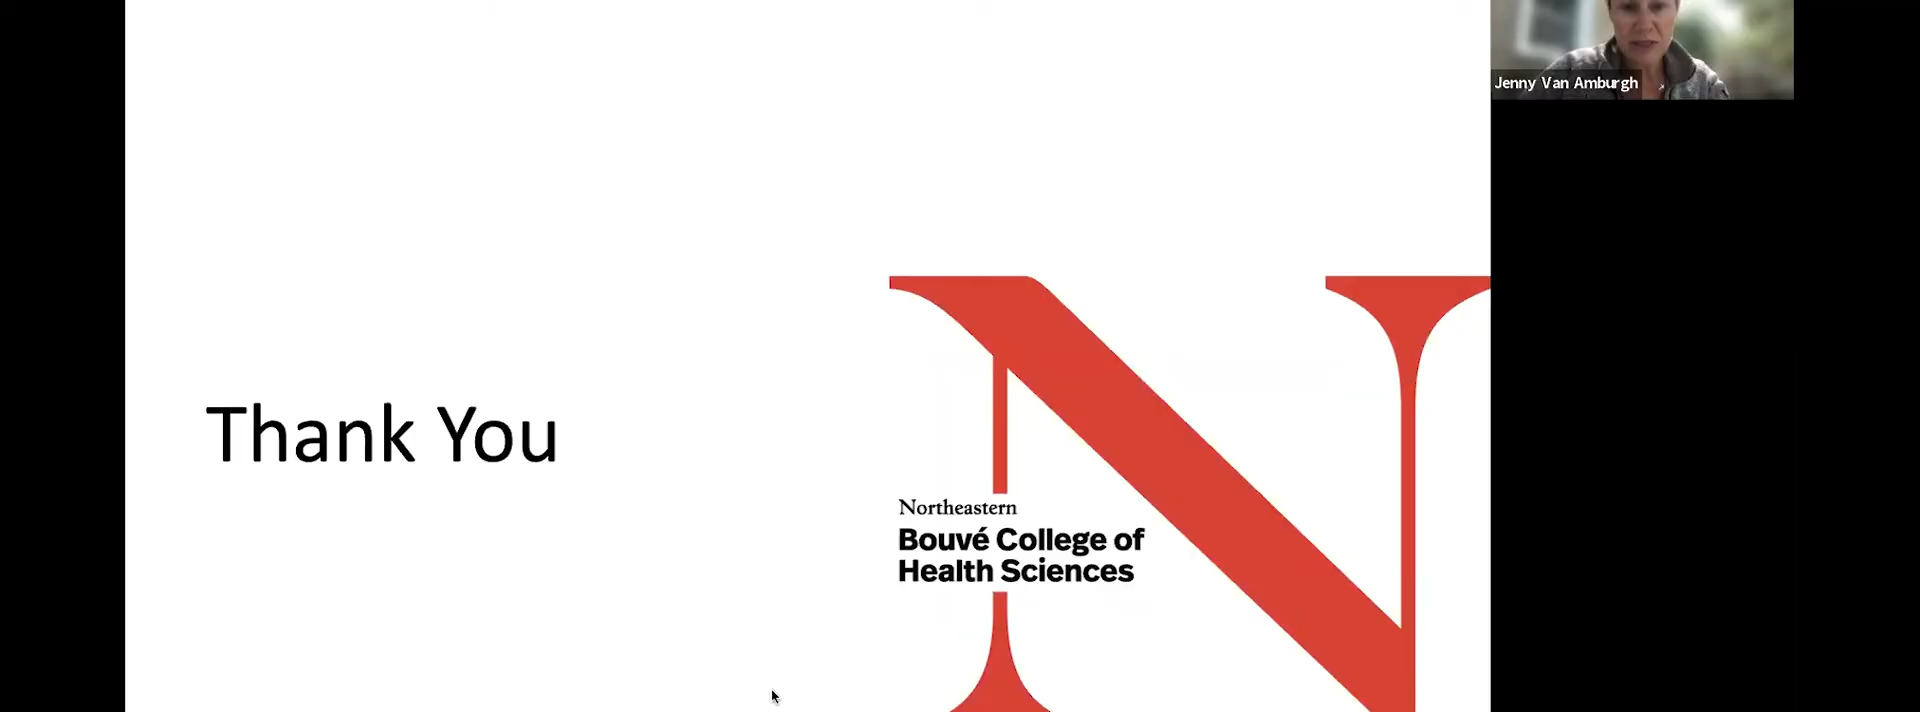 Jenny Van Amburgh
Thank You
Northeastern
Bouvé College of
Health Sciences